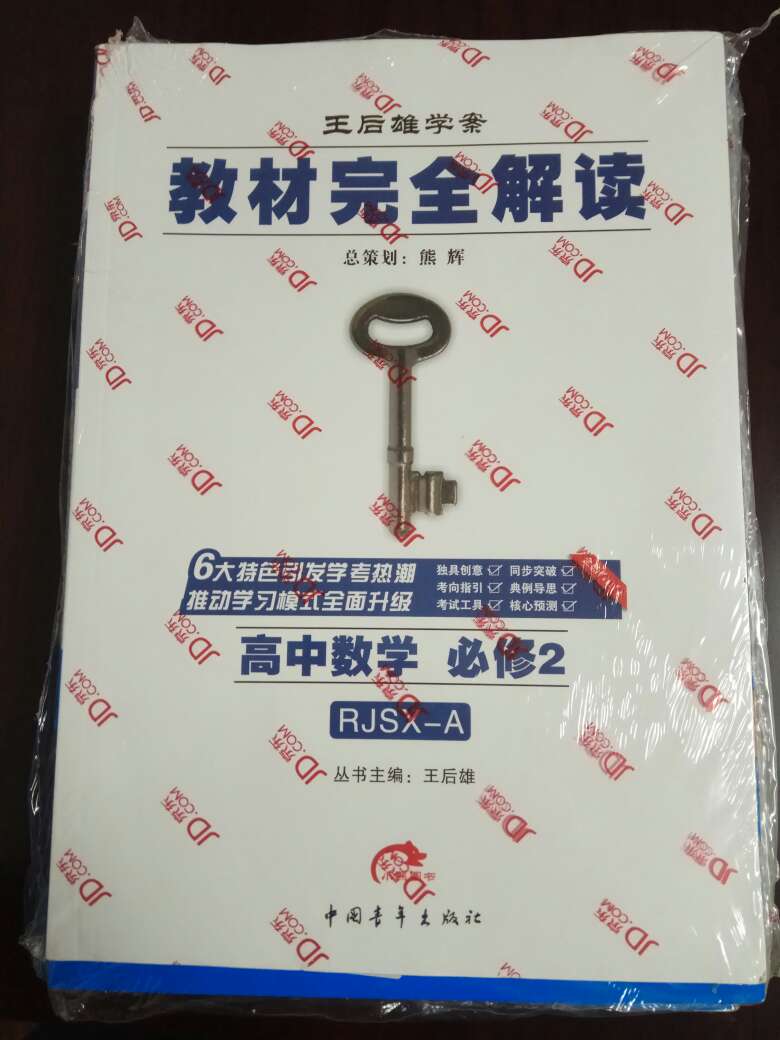 王后雄学案
教材完全解读
总策划：熊 辉
6大特色引发学考热潮
推动学习模式全面升级
独具创意 同步突破
考向指引 典例导思
考试工具 核心预测
高中数学 必修2
RJSX-A
丛书主编：王后雄
中国青年出版社
JD.COM 京东